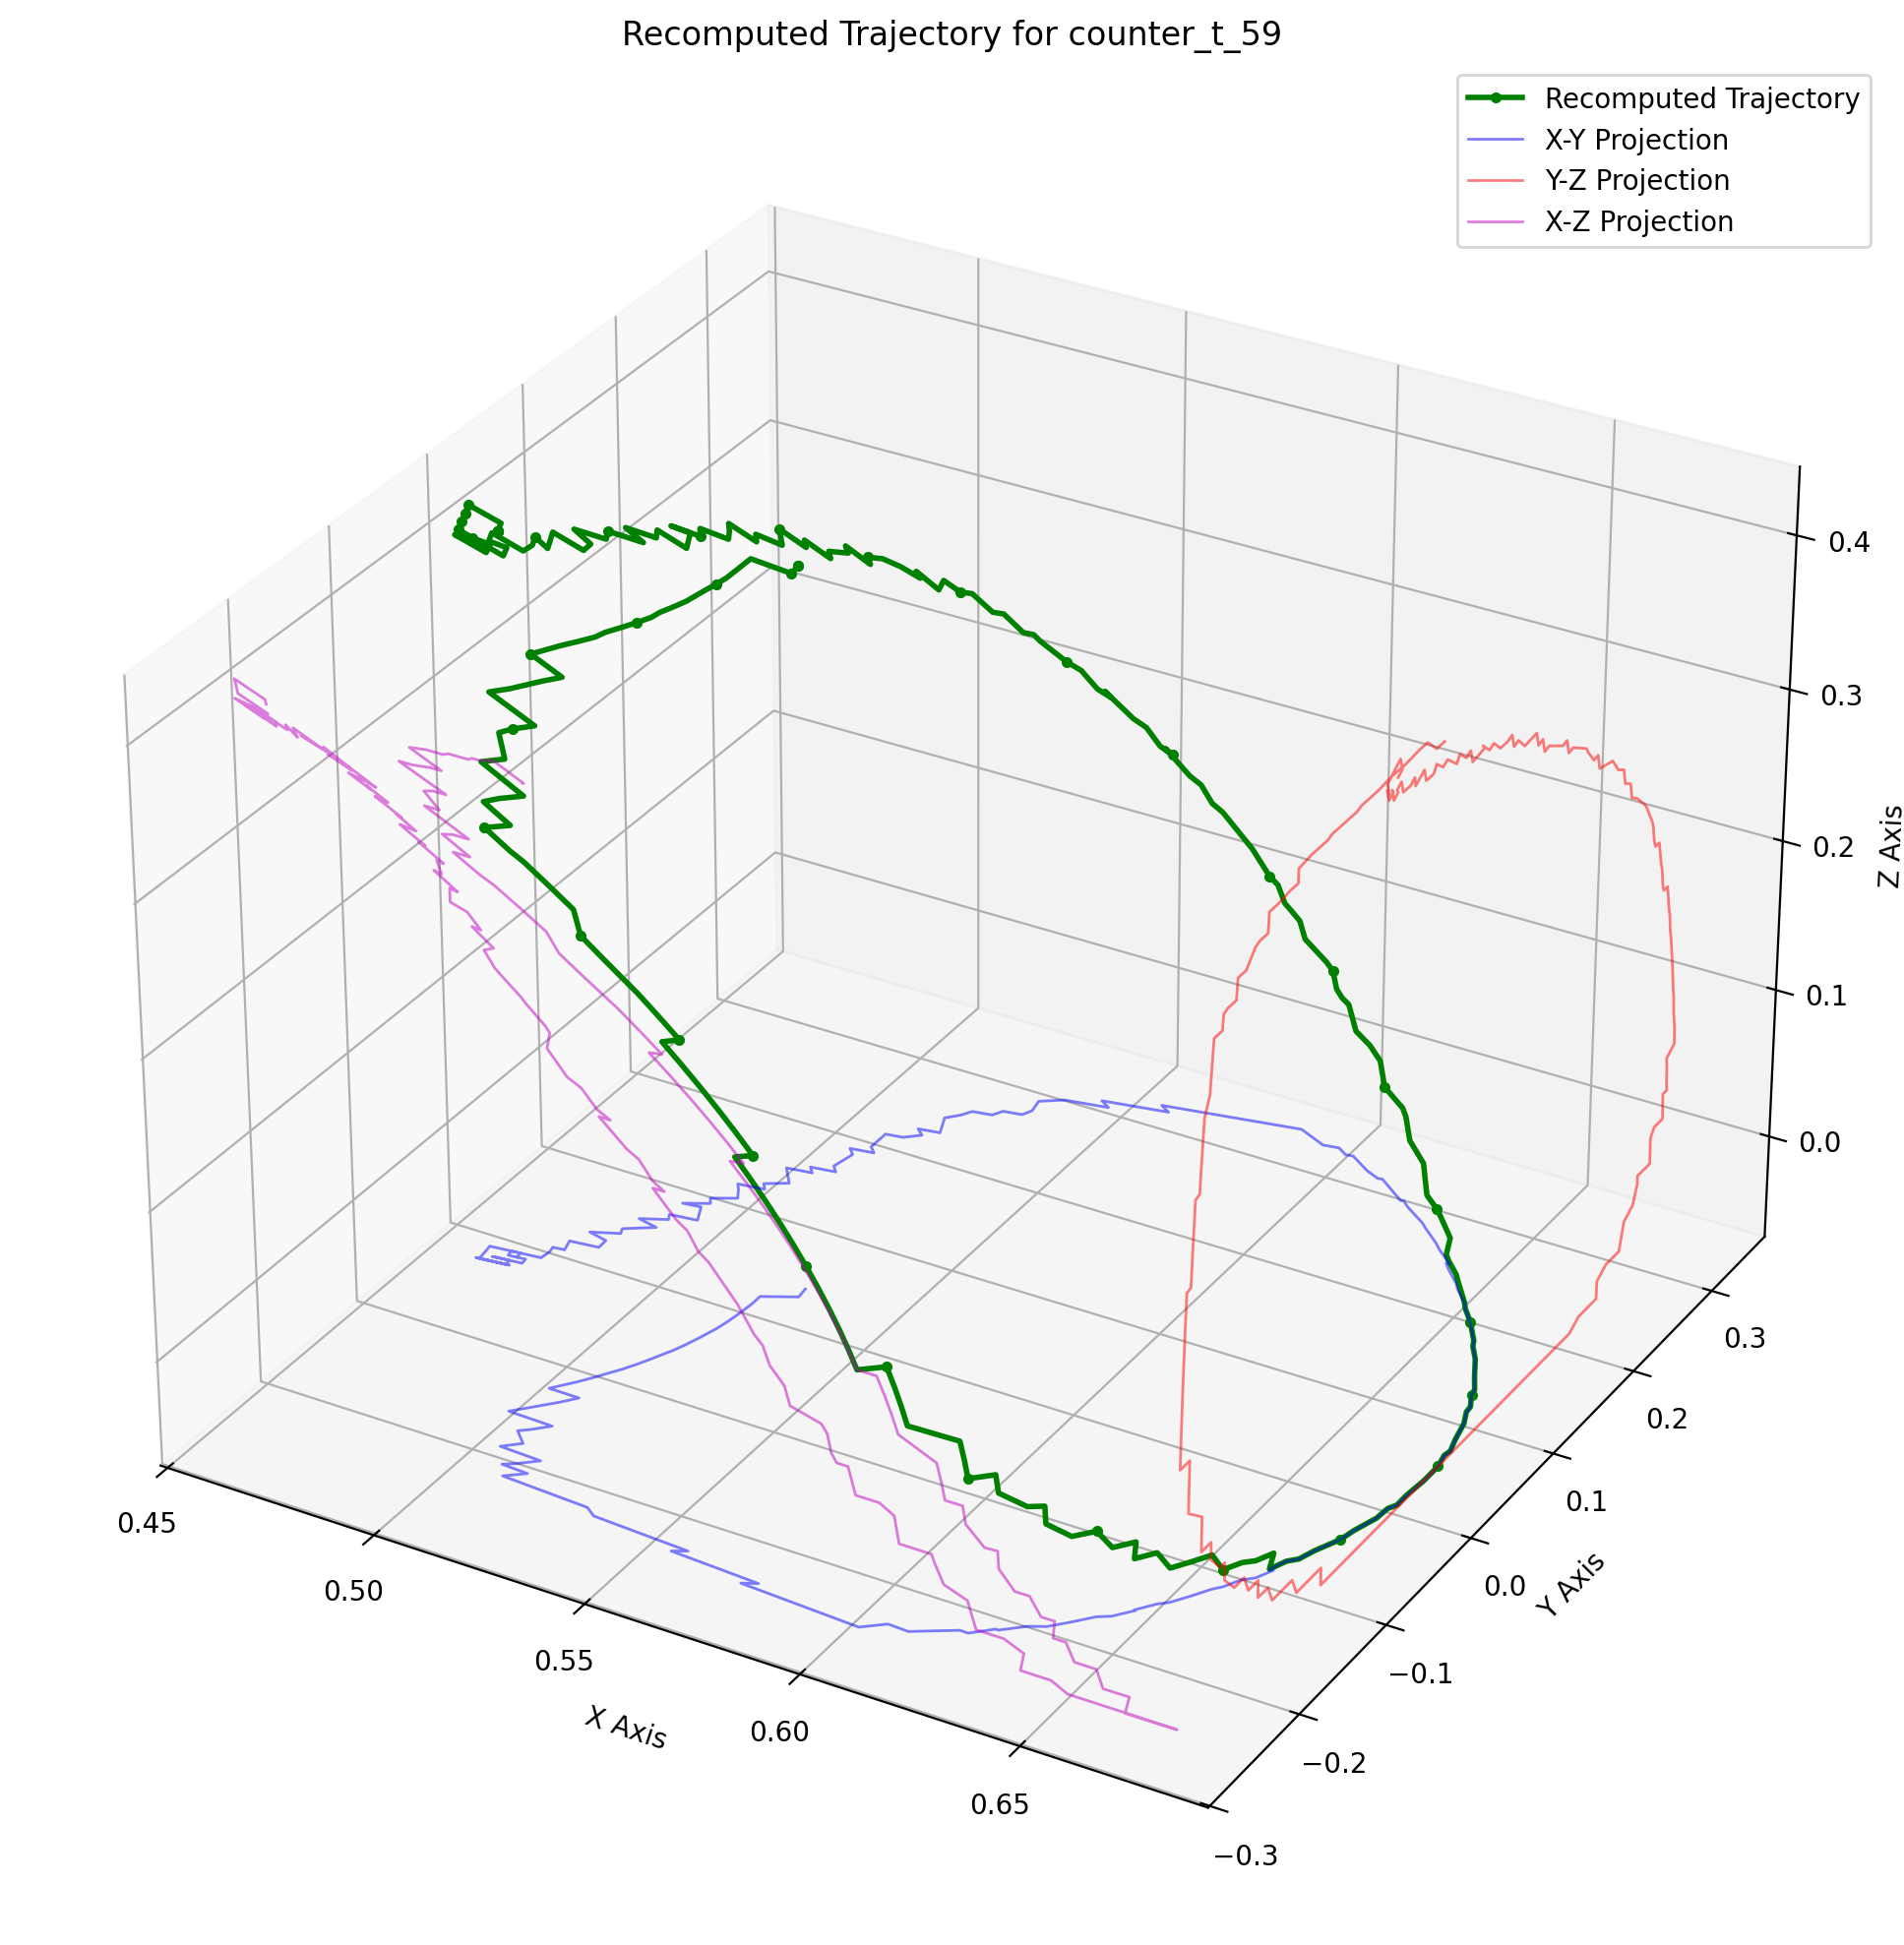 Recomputed Trajectory for counter_t_59
Recomputed Trajectory
X-Y Projection
Y-Z Projection
X-Z Projection
0.4
0.3
0.2
0.1
0.0
Z Axis
0.3
0.2
0.1
0.0
−0.1
−0.2
−0.3
Y Axis
0.45
0.50
0.55
0.60
0.65
X Axis